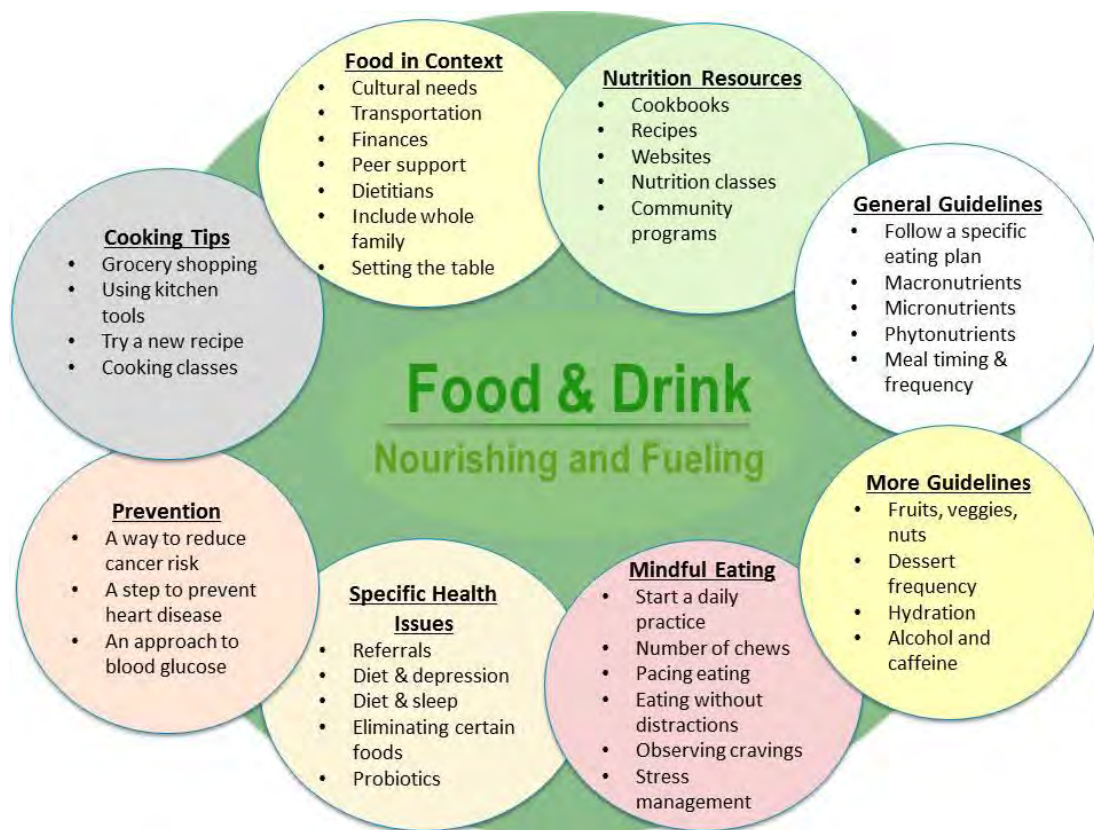 Food in Context
• Cultural needs
• Transportation
• Finances
• Peer support
• Dietitians
• Include whole
family
• Setting the table
Nutrition Resources
• Cookbooks
• Recipes
• Websites
• Nutrition classes
• Community
programs
General Guidelines
• Follow a specific
eating plan
• Macronutrients
• Micronutrients
• Phytonutrients
• Meal timing &
frequency
More Guidelines
• Fruits, veggies,
nuts
• Dessert
frequency
• Hydration
• Alcohol and
caffeine
Mindful Eating
• Start a daily
practice
• Number of chews
• Pacing eating
• Eating without
distractions
• Observing cravings
• Stress
management
Specific Health
Issues
• Referrals
• Diet & depression
• Diet & sleep
• Eliminating certain
foods
• Probiotics
Prevention
• A way to reduce
cancer risk
• A step to prevent
heart disease
• An approach to
blood glucose
Cooking Tips
• Grocery shopping
• Using kitchen
tools
• Try a new recipe
• Cooking classes
Food & Drink
Nourishing and Fueling